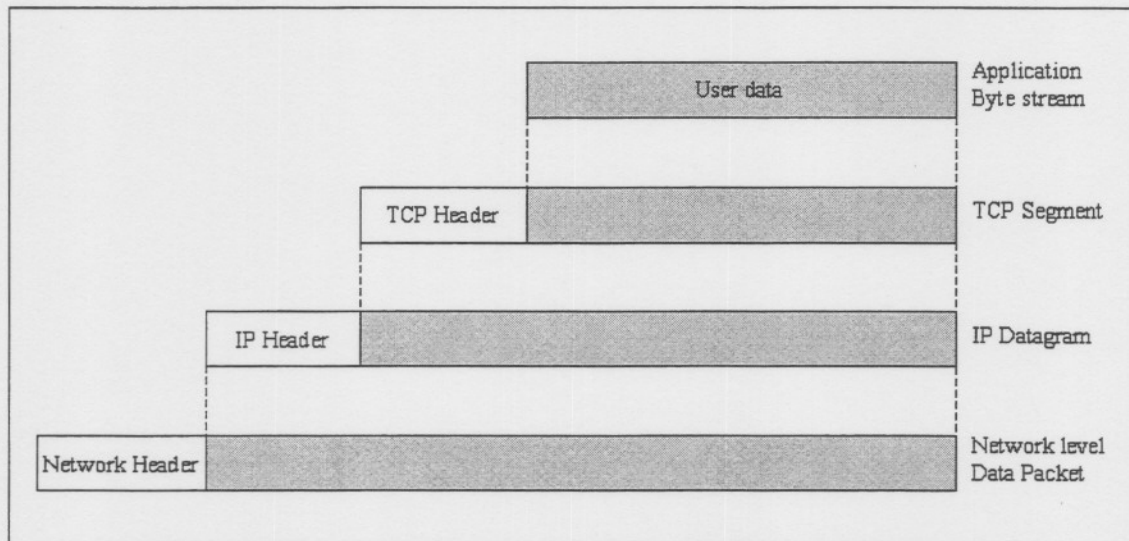 User data
Application
Byte stream
TCP Header
TCP Segment
IP Header
IP Datagram
Network Header
Network level
Data Packet